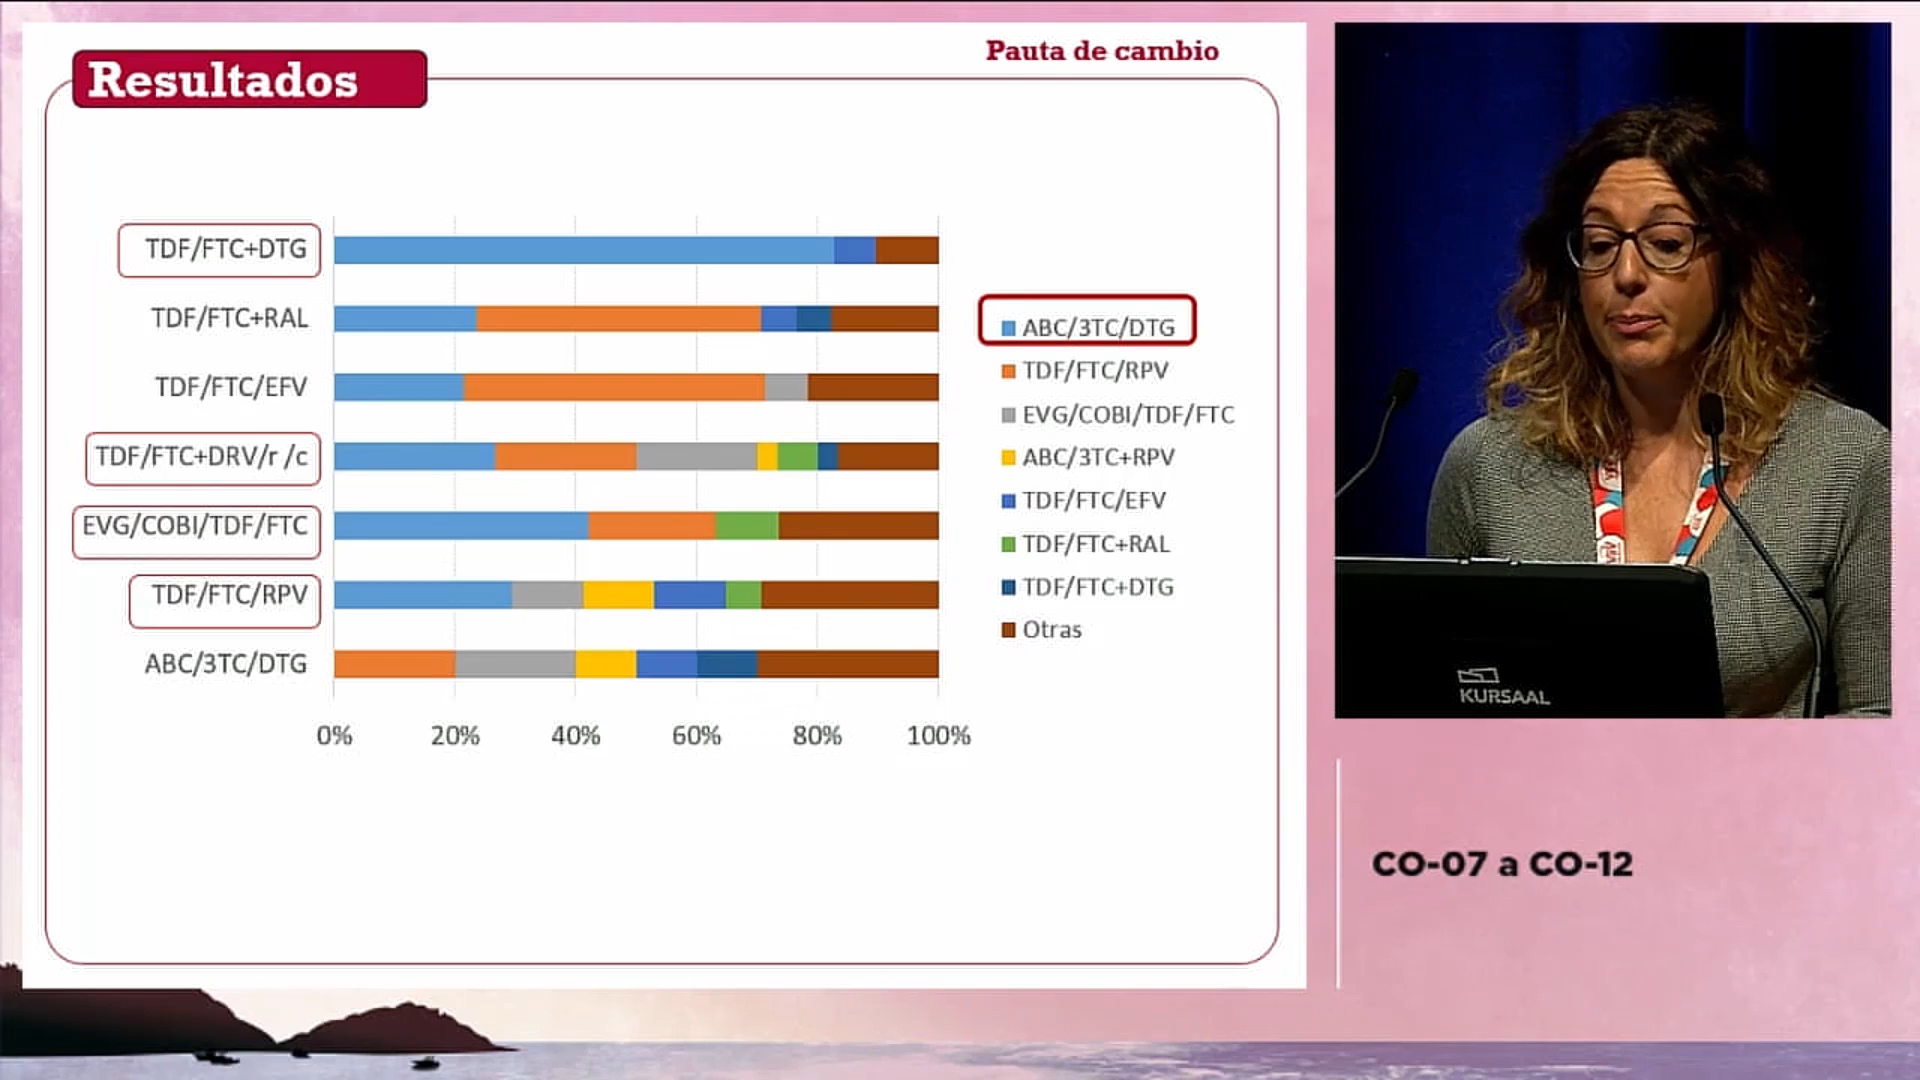 Pauta de cambio
Resultados
TDF/FTC+DTG
TDF/FTC+RAL
TDF/FTC/EFV
TDF/FTC+DRV/r /c
EVG/COBI/TDF/FTC
TDF/FTC/RPV
ABC/3TC/DTG
0% 20% 40% 60% 80% 100%
ABC/3TC/DTG
TDF/FTC/RPV
EVG/COBI/TDF/FTC
ABC/3TC+RPV
TDF/FTC/EFV
TDF/FTC+RAL
TDF/FTC+DTG
Otras
KURSAAL
CO-07 a CO-12